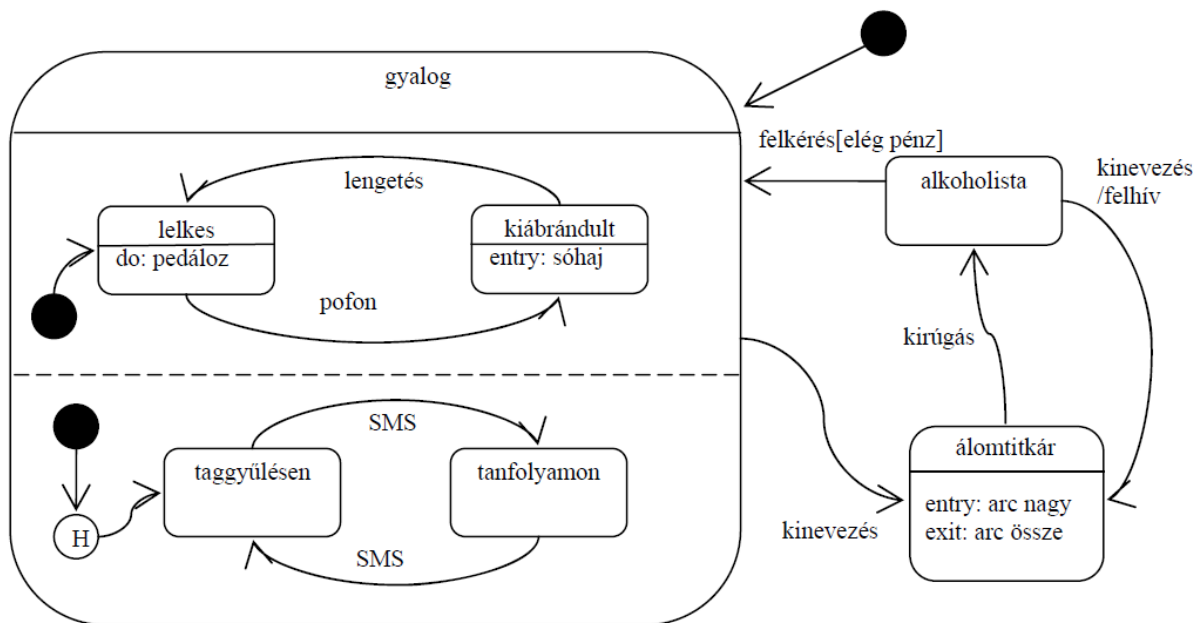 gyalog
felkérés[elég pénz]
alkoholista
kinevezés
/felhív
lengetés
lelkes
do: pedáloz
kiábrándult
entry: sóhaj
pofon
kirúgás
SMS
taggyűlésen
tanfolyamon
H
SMS
kinevezés
álomtitkár
entry: arc nagy
exit: arc össze